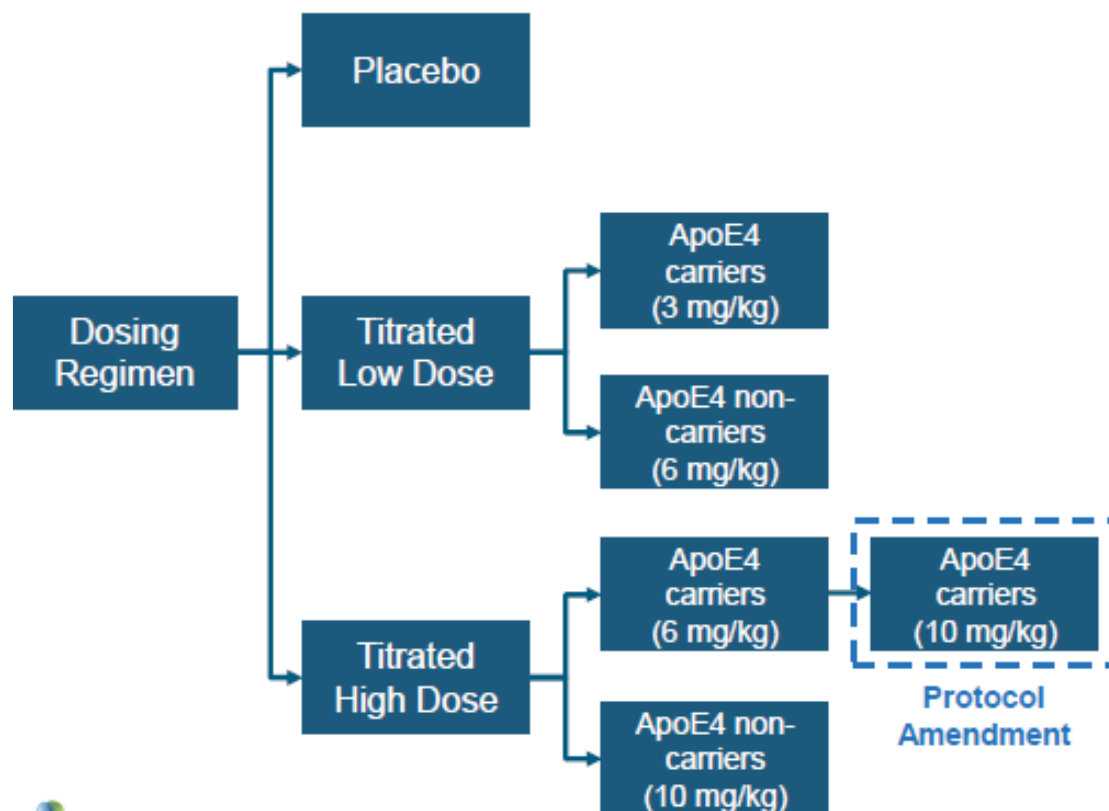 Placebo
Dosing
Regimen
Titrated
Low Dose
ApoE4
carriers
(3 mg/kg)
ApoE4 non-
carriers
(6 mg/kg)
Titrated
High Dose
ApoE4
carriers
(6 mg/kg)
ApoE4
carriers
(10 mg/kg)
Protocol
Amendment
ApoE4 non-
carriers
(10 mg/kg)